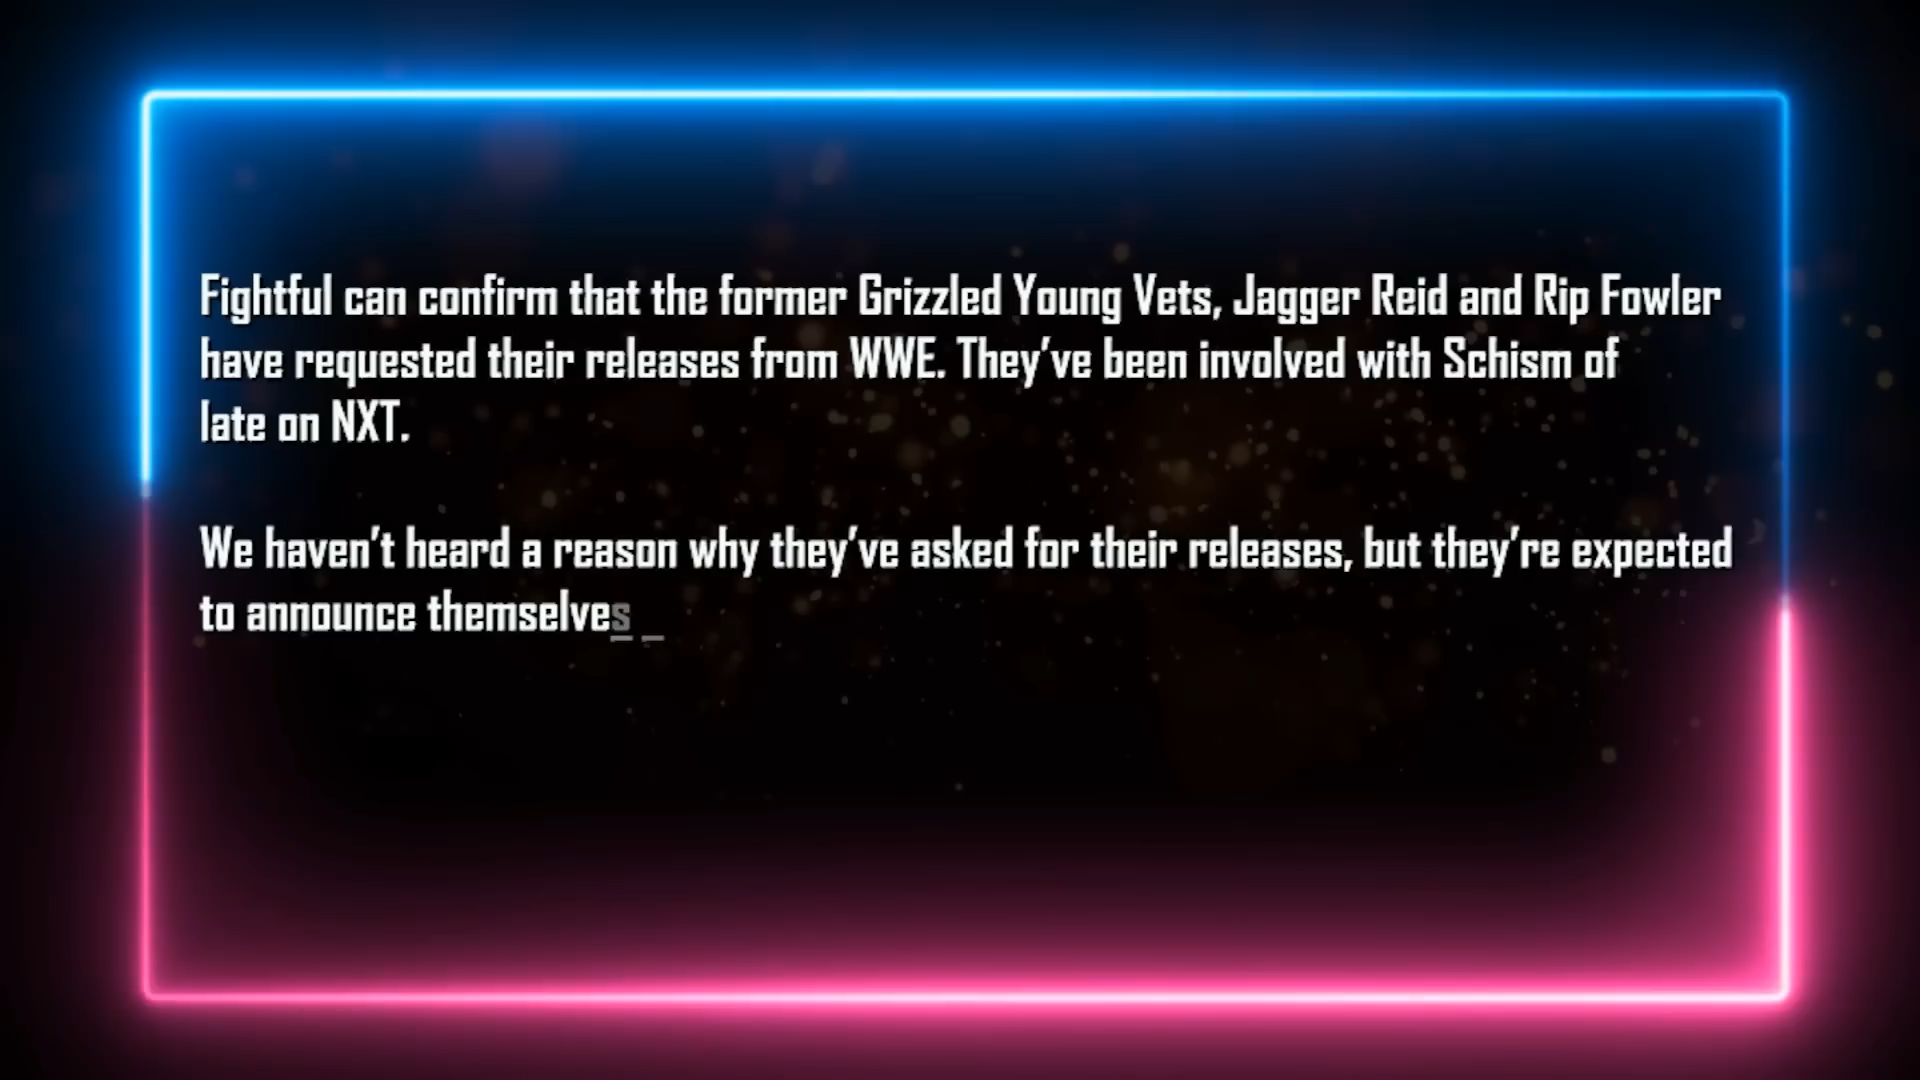 Fightful can confirm that the former Grizzled Young Vets, Jagger Reid and Rip Fowler
have requested their releases from WWE. They've been involved with Schism of
late on NXT.
We haven't heard a reason why they've asked for their releases, but they're expected
to announce themselves _